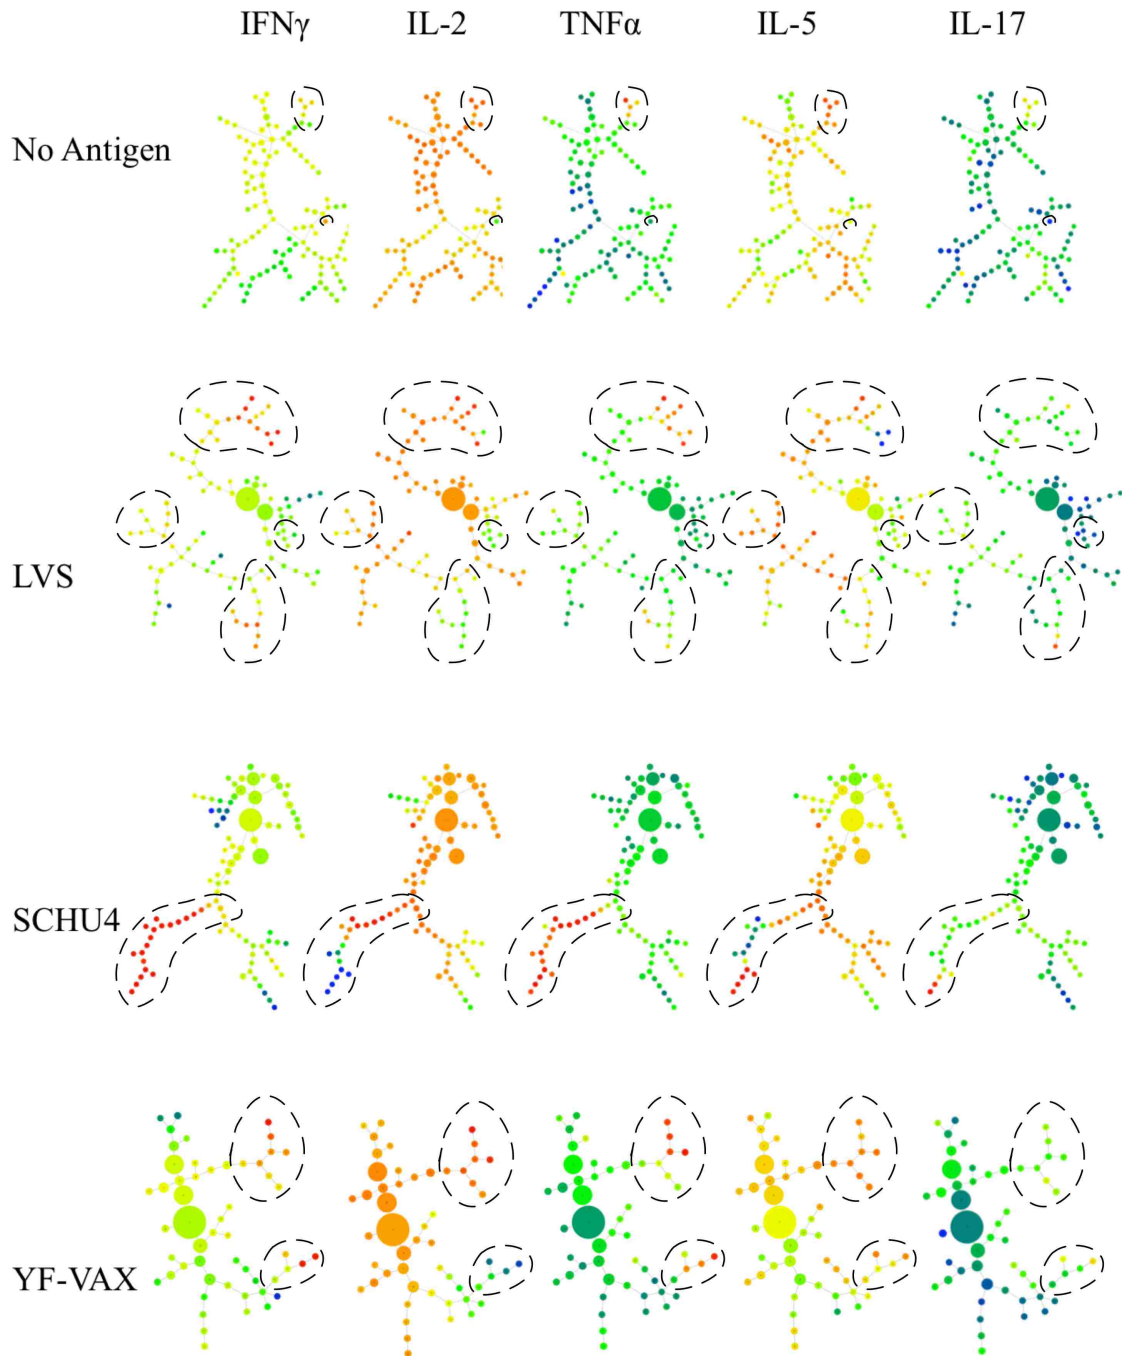 IFNγ IL-2 TNFα IL-5 IL-17
No Antigen
LVS
SCHU4
YF-VAX